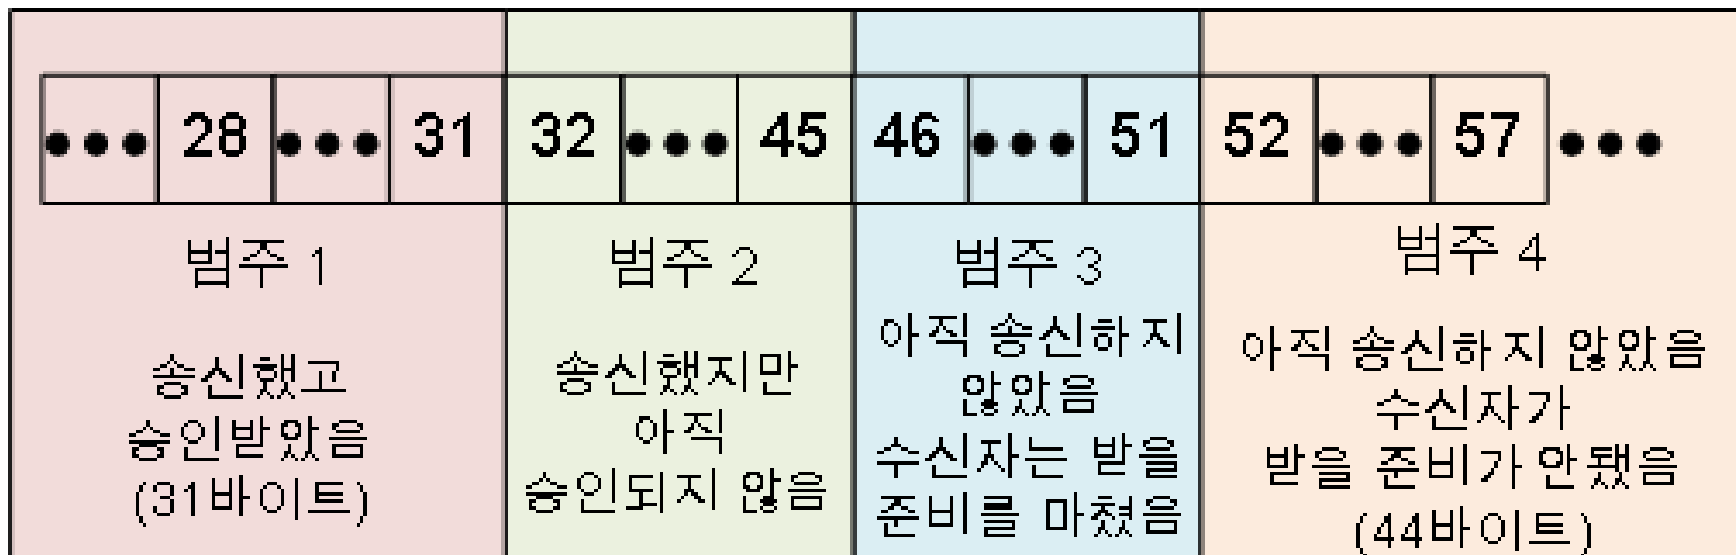 ••• 28 ••• 31 32 ••• 45 46 ••• 51 52 ••• 57 •••
범주 1
송신했고
승인받았음
(31바이트)
범주 2
송신했지만
아직
승인되지 않음
범주 3
아직 송신하지
않았음
수신자는 받을
준비를 마쳤음
범주 4
아직 송신하지 않았음
수신자가
받을 준비가 안됐음
(44바이트)